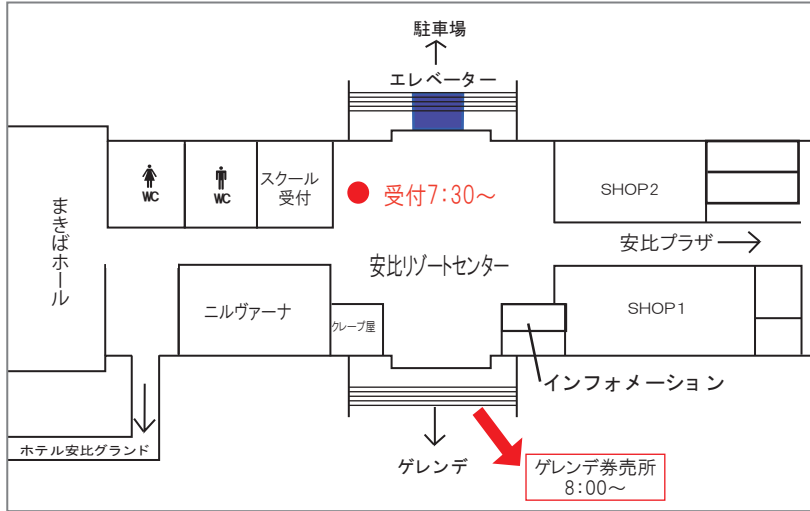 駐車場
エレベーター
WC
WC
スクール
受付
受付7:30～
SHOP2
まきばホール
安比プラザ
安比リゾートセンター
ニルヴァーナ
クレープ屋
SHOP1
インフォメーション
ホテル安比グランド
ゲレンデ
ゲレンデ券売所
8:00～